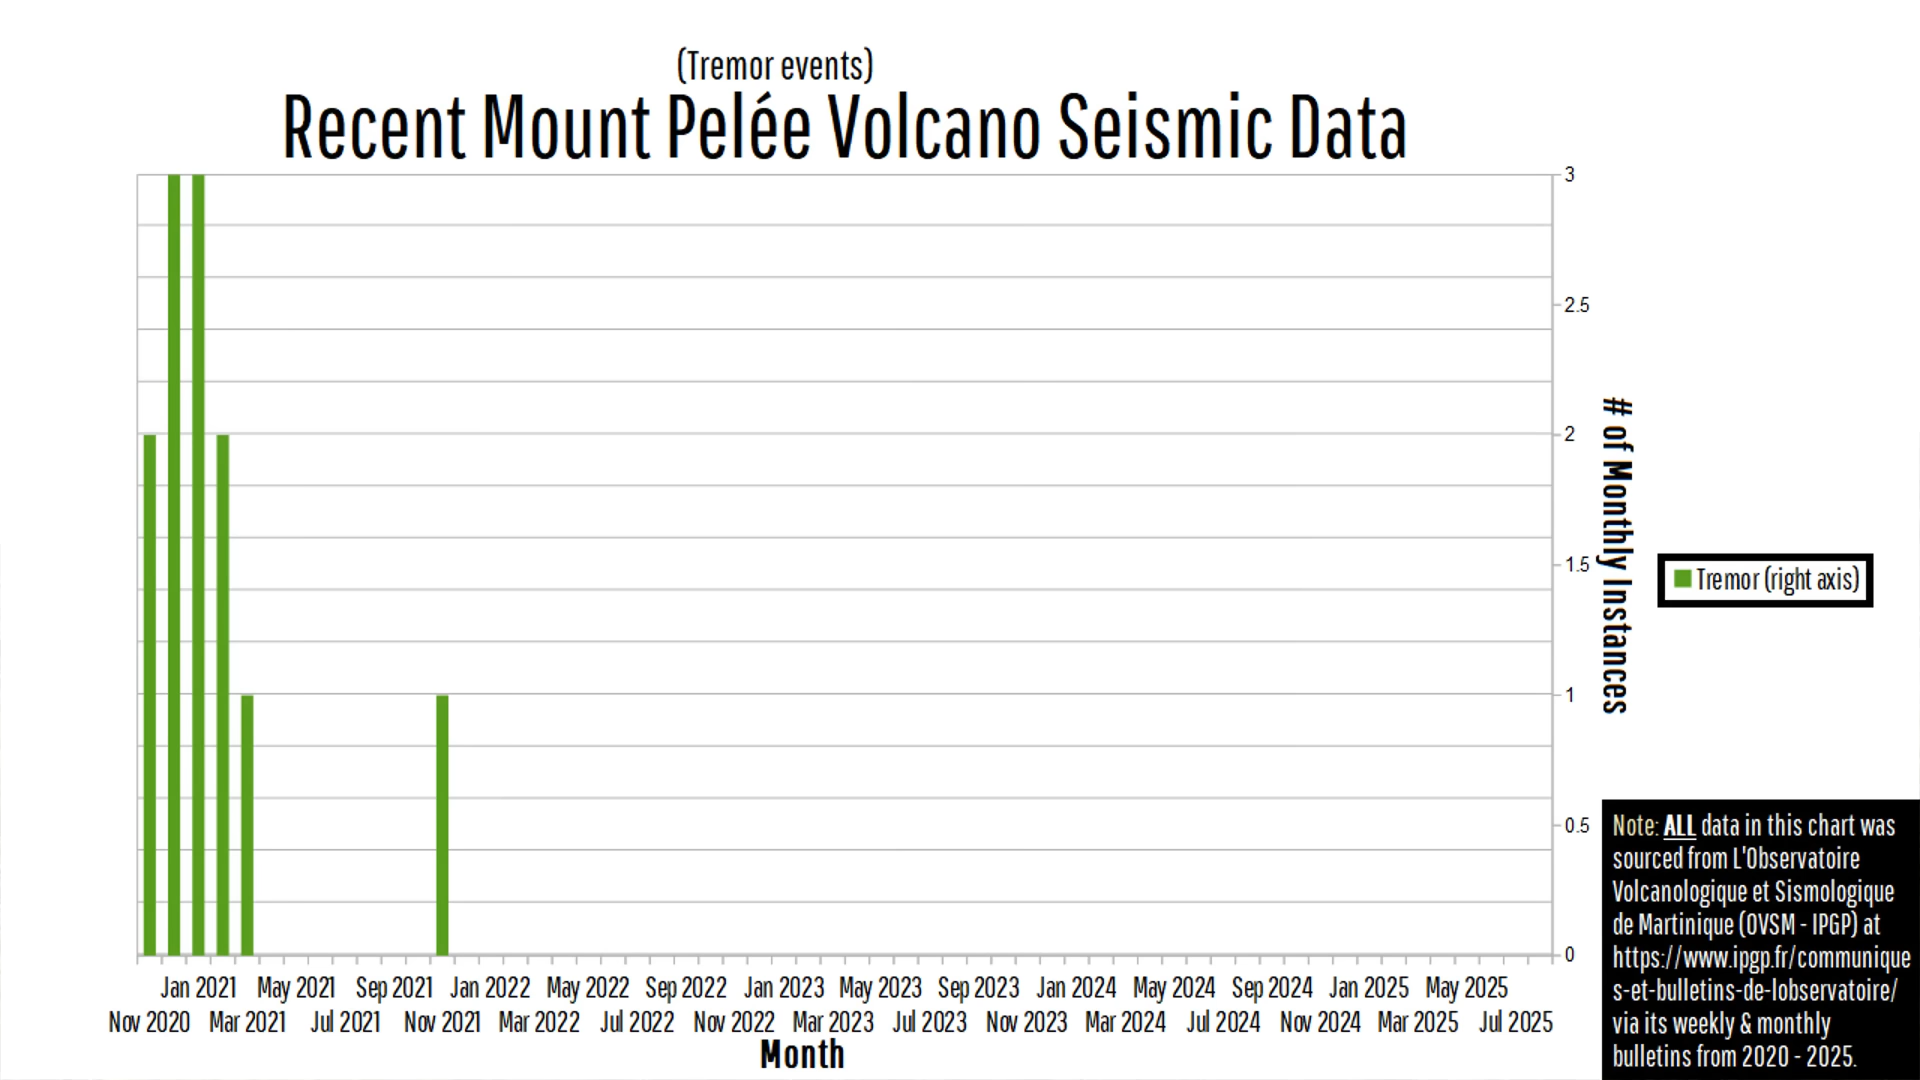 (Tremor events)
Recent Mount Pelée Volcano Seismic Data
3
2.5
2
1.5
1
0.5
0
# of Monthly Instances
Tremor (right axis)
Jan 2021 May 2021 Sep 2021 Jan 2022 May 2022 Sep 2022 Jan 2023 May 2023 Sep 2023 Jan 2024 May 2024 Sep 2024 Jan 2025 May 2025
Nov 2020 Mar 2021 Jul 2021 Nov 2021 Mar 2022 Jul 2022 Nov 2022 Mar 2023 Jul 2023 Nov 2023 Mar 2024 Jul 2024 Nov 2024 Mar 2025 Jul 2025
Month
Note: ALL data in this chart was
sourced from L'Observatoire
Volcanologique et Sismologique
de Martinique (OVSM - IPGP) at
https://www.ipgp.fr/communique
s-et-bulletins-de-lobservatoire/
via its weekly & monthly
bulletins from 2020 - 2025.